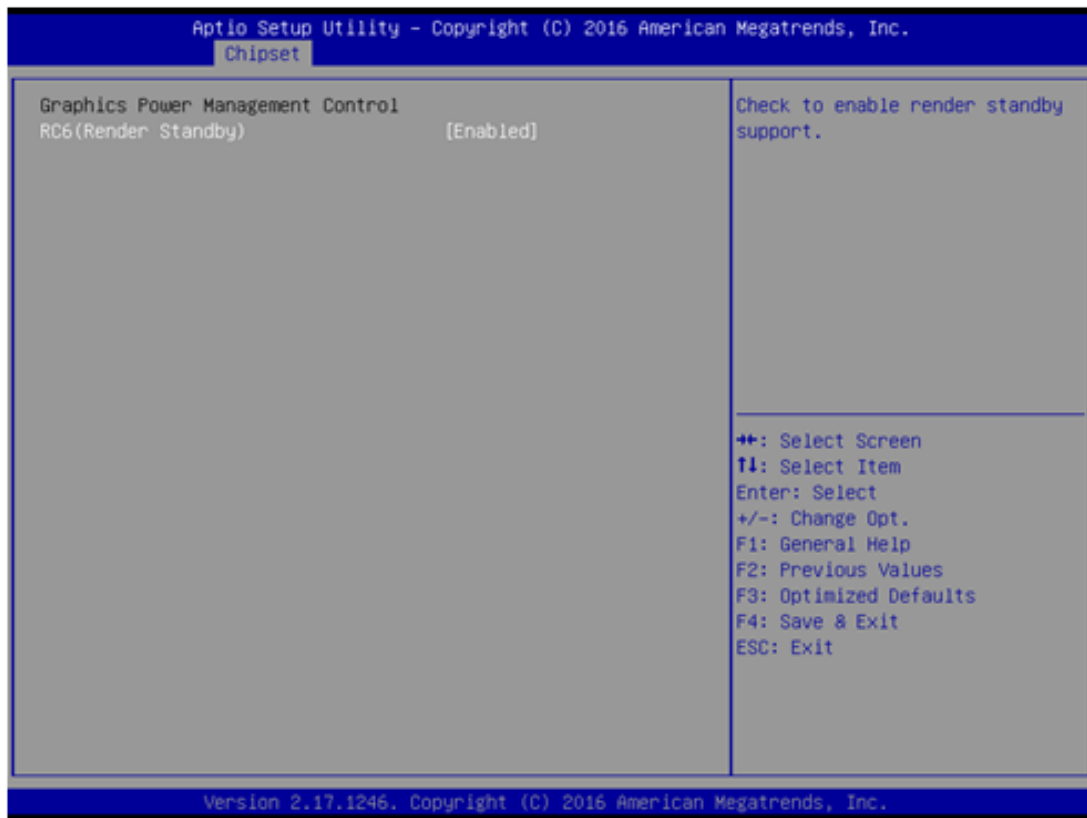 Aptio Setup Utility - Copyright (C) 2016 American Megatrends, Inc.
Chipset
Graphics Power Management Control
RC6(Render Standby) [Enabled]
Check to enable render standby
support.
→←: Select Screen
↑↓: Select Item
Enter: Select
+/-: Change Opt.
F1: General Help
F2: Previous Values
F3: Optimized Defaults
F4: Save & Exit
ESC: Exit
Version 2.17.1246. Copyright (C) 2016 American Megatrends, Inc.